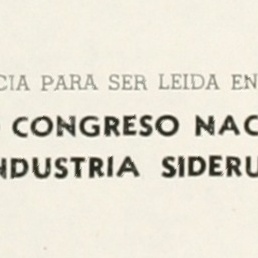 CIA PARA SER LEIDA EN
CONGRESO NAC
NDUSTRIA SIDERU